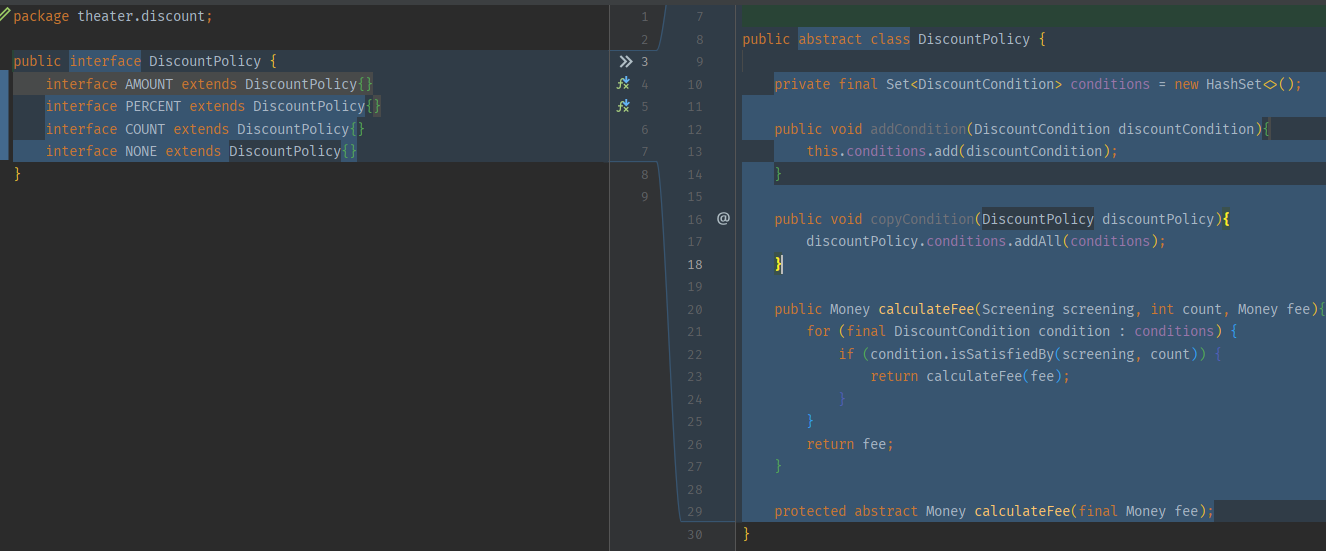 package theater.discount;
public interface DiscountPolicy {
    interface AMOUNT extends DiscountPolicy{}
    interface PERCENT extends DiscountPolicy{}
    interface COUNT extends DiscountPolicy{}
    interface NONE extends DiscountPolicy{}
}
1
2
3
4
5
6
7
8
9
7
8
9
10
11
12
13
14
15
16
17
18
19
20
21
22
23
24
25
26
27
28
29
30
@
public abstract class DiscountPolicy {
    private final Set<DiscountCondition> conditions = new HashSet<>();
    public void addCondition(DiscountCondition discountCondition){
        this.conditions.add(discountCondition);
    }
    public void copyCondition(DiscountPolicy discountPolicy){
        discountPolicy.conditions.addAll(conditions);
    }
    public Money calculateFee(Screening screening, int count, Money fee){
        for (final DiscountCondition condition : conditions) {
            if (condition.isSatisfiedBy(screening, count)) {
                return calculateFee(fee);
            }
        }
        return fee;
    }
    protected abstract Money calculateFee(final Money fee);
}